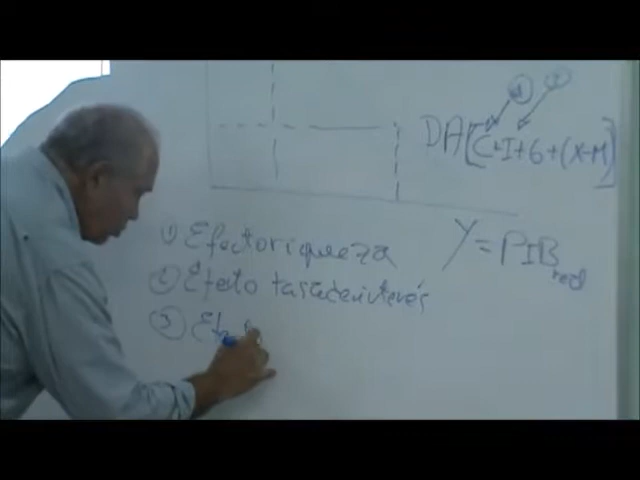 DA[C+I+G+(X-M)]
Y=PIB real
1) Efecto riqueza
2) Efecto tasa de interés
3) Ef